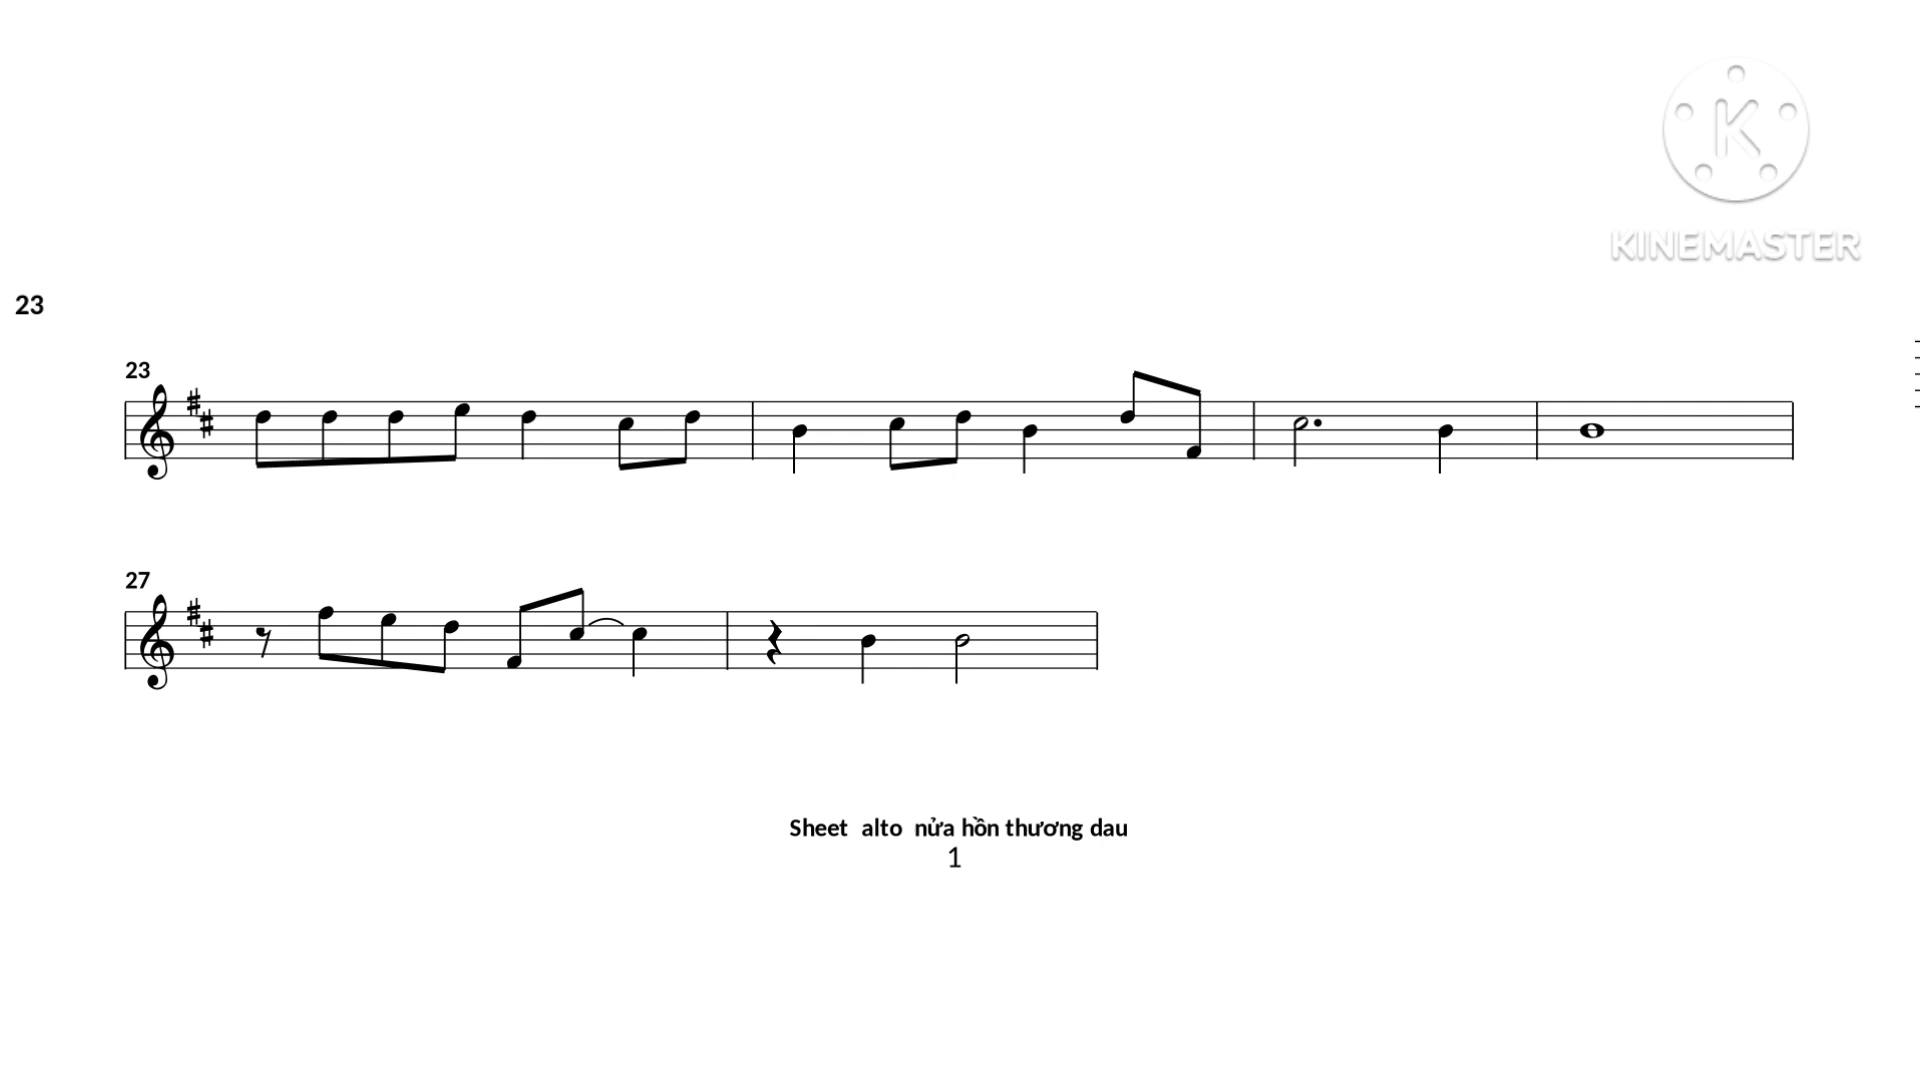 K
KINEMASTER
23
23
27
Sheet alto nửa hồn thương dau
1